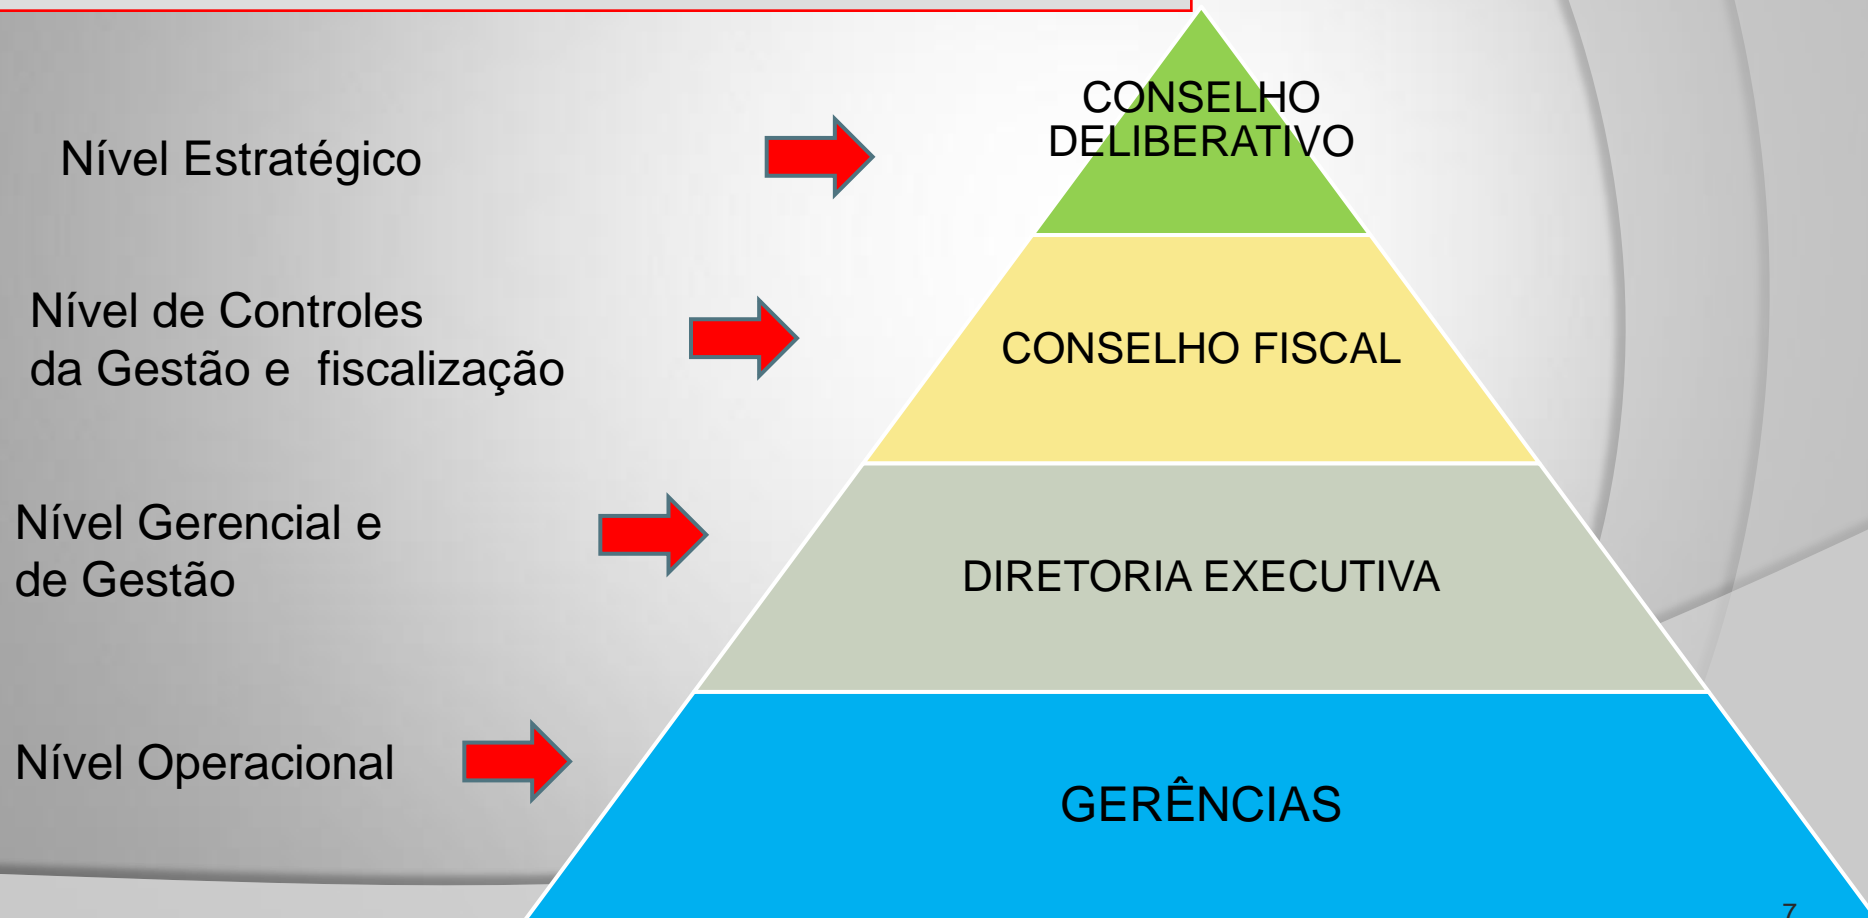 CONSELHO
DELIBERATIVO
Nível Estratégico
Nível de Controles
da Gestão e  fiscalização
CONSELHO FISCAL
Nível Gerencial e
de Gestão
DIRETORIA EXECUTIVA
Nível Operacional
GERÊNCIAS
7